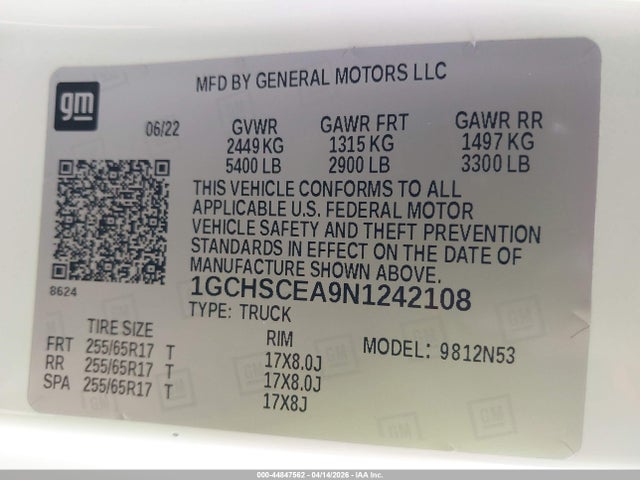 gm
MFD BY GENERAL MOTORS LLC
06/22
GVWR GAWR FRT GAWR RR
2449 KG 1315 KG 1497 KG
5400 LB 2900 LB 3300 LB
THIS VEHICLE CONFORMS TO ALL
APPLICABLE U.S. FEDERAL MOTOR
VEHICLE SAFETY AND THEFT PREVENTION
STANDARDS IN EFFECT ON THE DATE OF
MANUFACTURE SHOWN ABOVE.
8624
1GCHSCEA9N1242108
TYPE: TRUCK
TIRE SIZE RIM MODEL: 9812N53
FRT 255/65R17 T 17X8.0J
RR 255/65R17 T 17X8.0J
SPA 255/65R17 T 17X8J
000-44847562 - 04/14/2026 - IAAI.COM